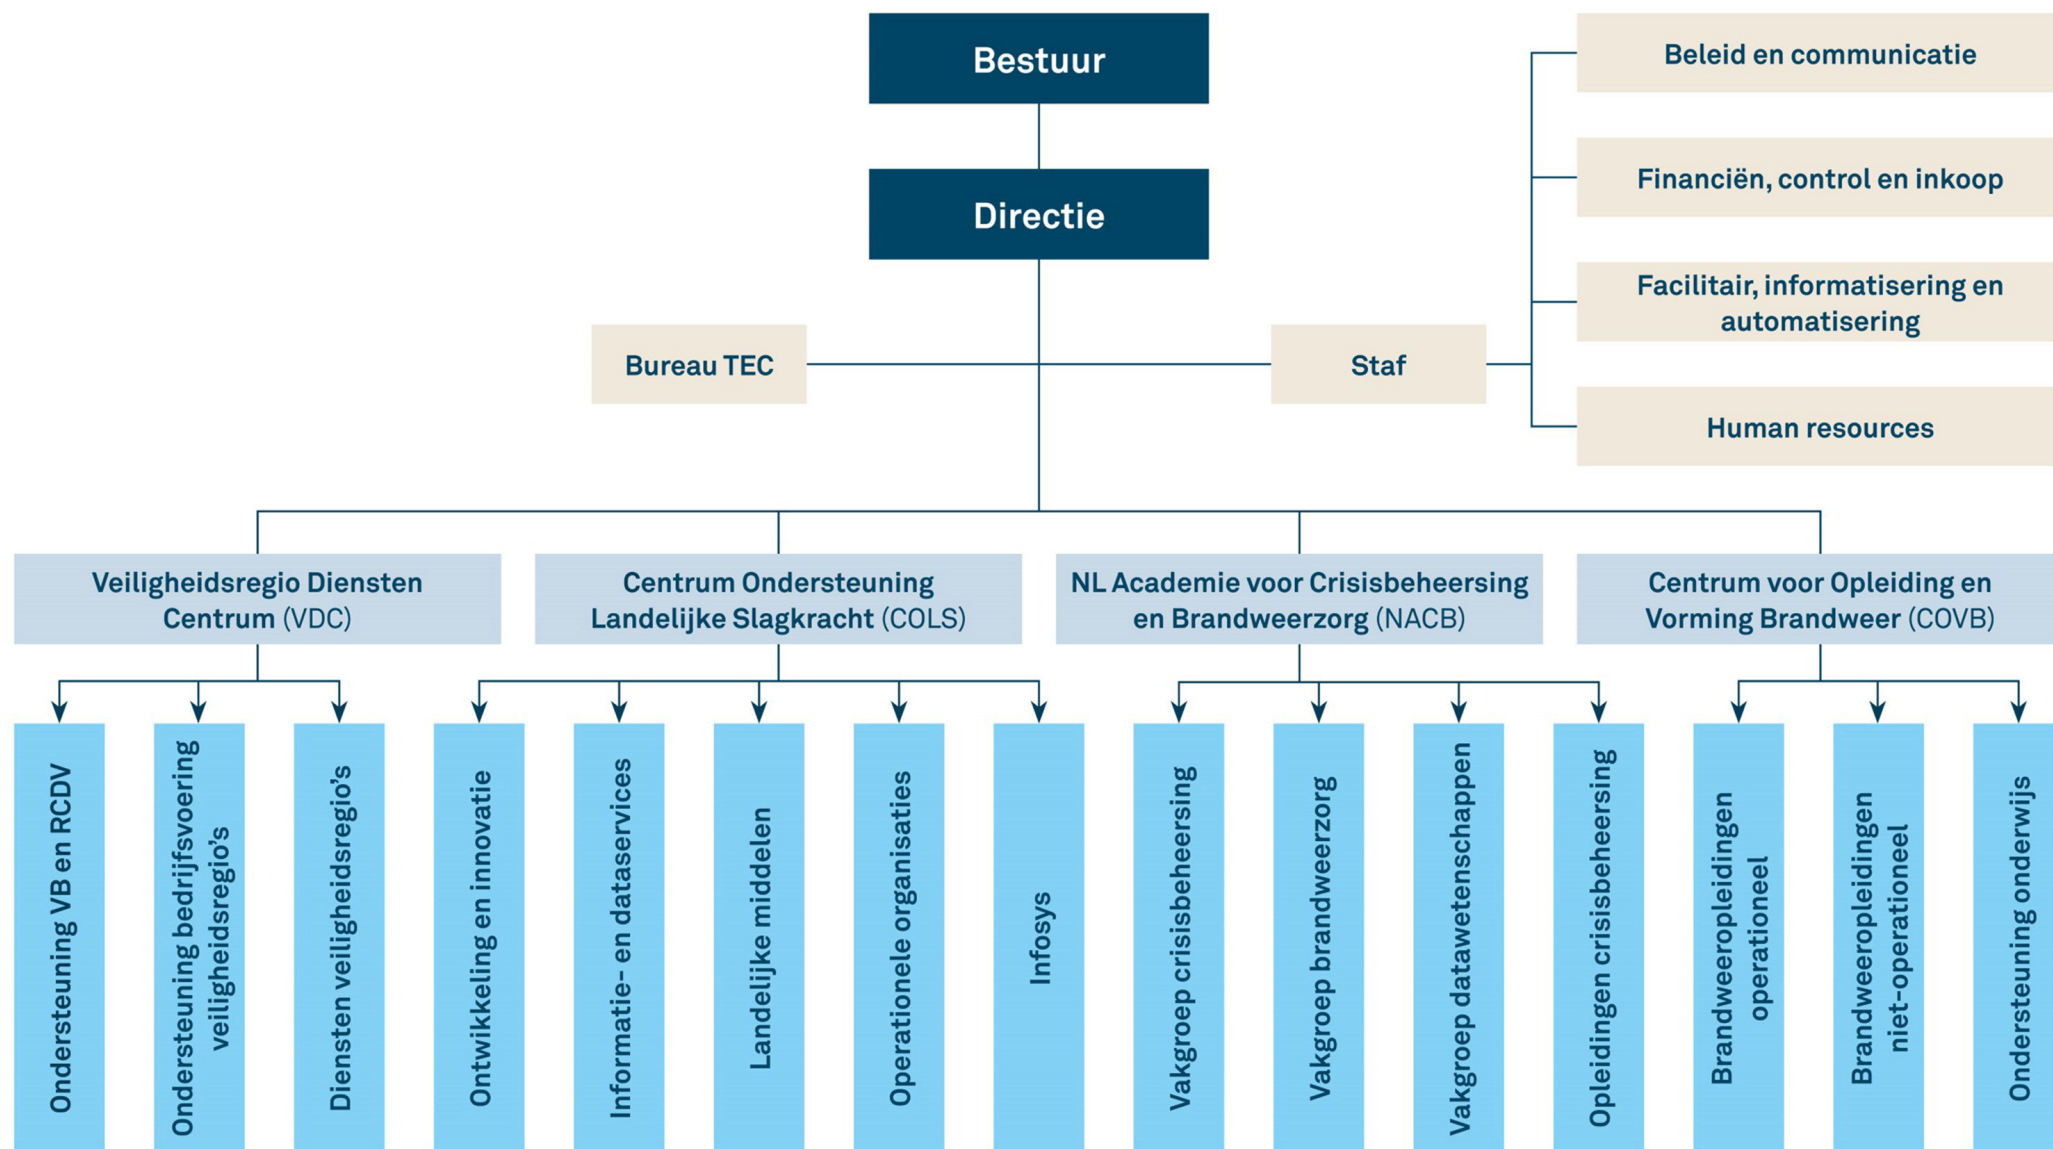 Bestuur
Directie
Beleid en communicatie
Financiën, control en inkoop
Facilitair, informatisering en
automatisering
Human resources
Bureau TEC
Staf
Veiligheidsregio Diensten
Centrum (VDC)
Centrum Ondersteuning
Landelijke Slagkracht (COLS)
NL Academie voor Crisisbeheersing
en Brandweerzorg (NACB)
Centrum voor Opleiding en
Vorming Brandweer (COVB)
Ondersteuning VB en RCDV
Ondersteuning bedrijfsvoering
veiligheidsregio's
Diensten veiligheidsregio's
Ontwikkeling en innovatie
Informatie- en dataservices
Landelijke middelen
Operationele organisaties
Infosys
Vakgroep crisisbeheersing
Vakgroep brandweerzorg
Vakgroep datawetenschappen
Opleidingen crisisbeheersing
Brandweeropleidingen
operationeel
Brandweeropleidingen
niet-operationeel
Ondersteuning onderwijs